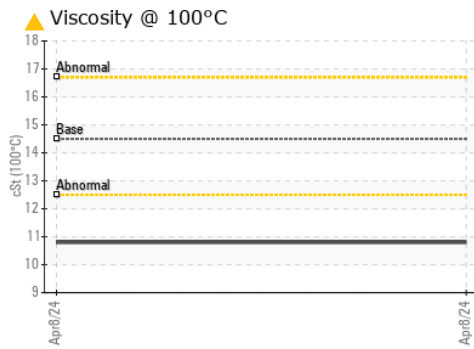 Viscosity @ 100°C
18
17
Abnormal
16
15
Base
14
13
Abnormal
12
11
10
9
cSt (100°C)
Apr8/24
Apr8/24